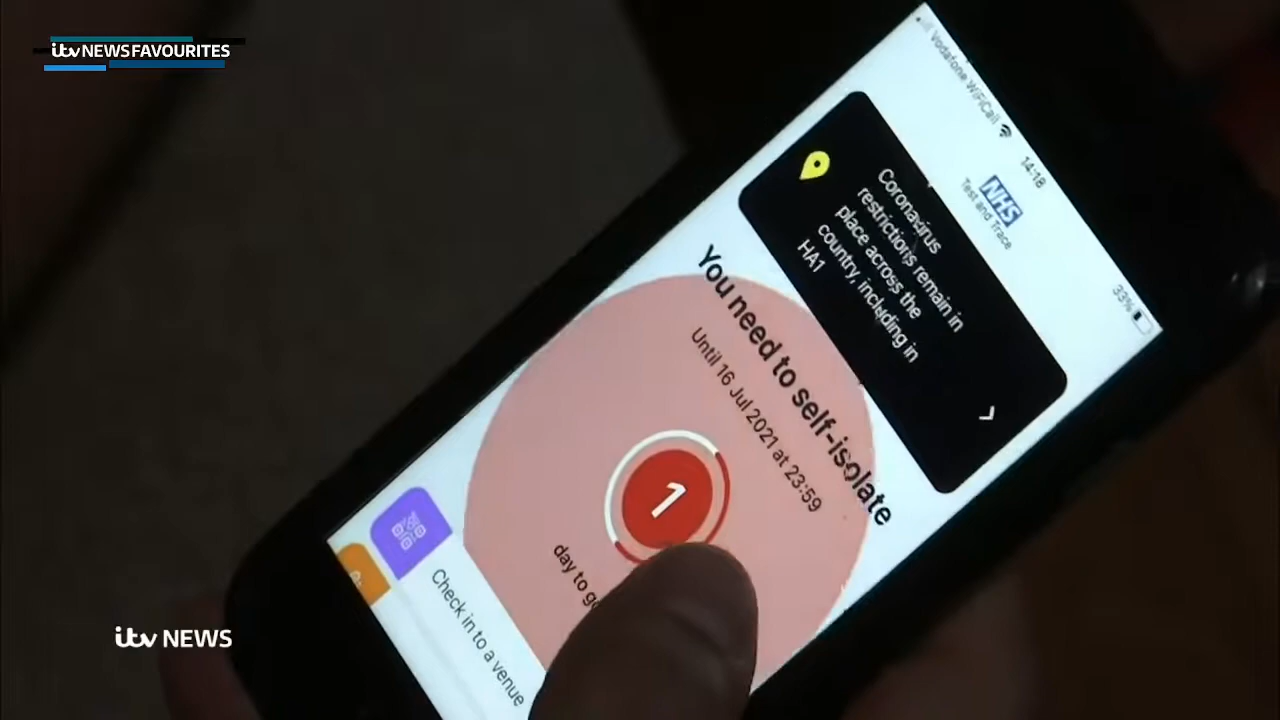 itv NEWS FAVOURITES
Vodafone WiFiCall
14:18
33%
NHS
Test and Trace
Coronavirus
restrictions remain in
place across the
country, including in
HA1
You need to self-isolate
Until 16 Jul 2021 at 23:59
1
day to go
Check in to a venue
itv NEWS